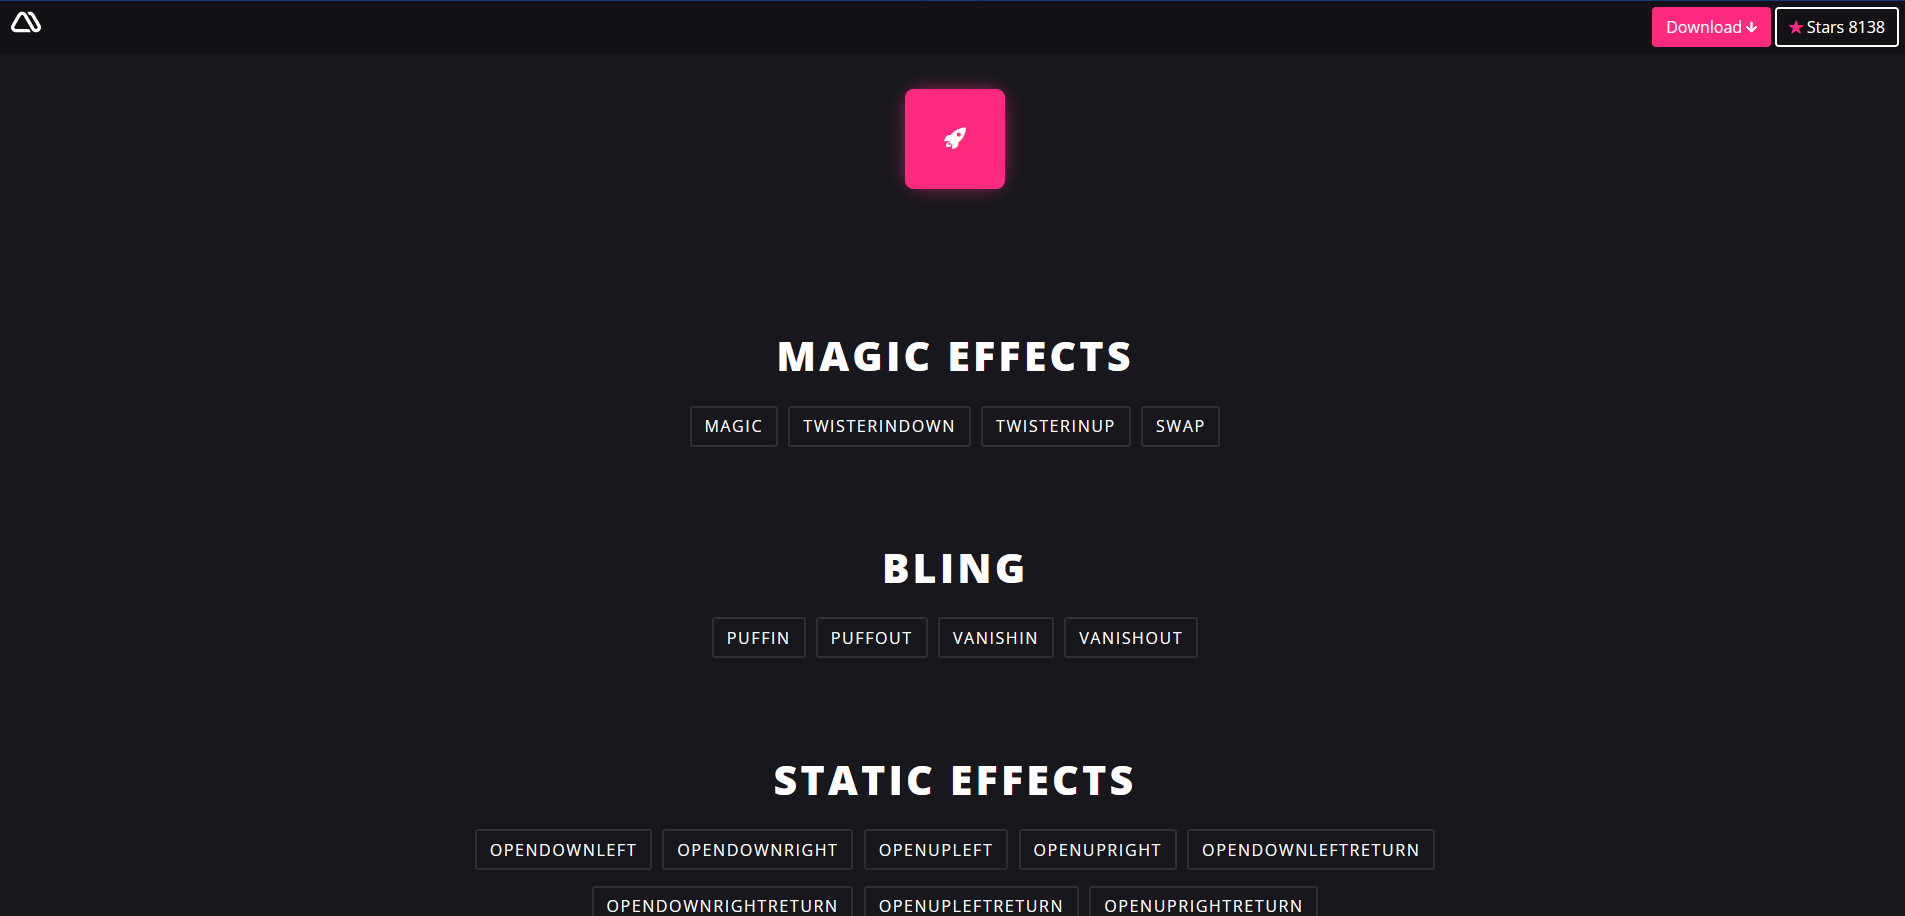 Download
Stars 8138
MAGIC EFFECTS
MAGIC TWISTERINDOWN TWISTERINUP SWAP
BLING
PUFFIN PUFFOUT VANISHIN VANISHOUT
STATIC EFFECTS
OPENDOWNLEFT OPENDOWNRIGHT OPENUPLEFT OPENUPRIGHT OPENDOWNLEFTRETURN
OPENDOWNRIGHTRETURN OPENUPLEFTRETURN OPENUPRIGHTRETURN